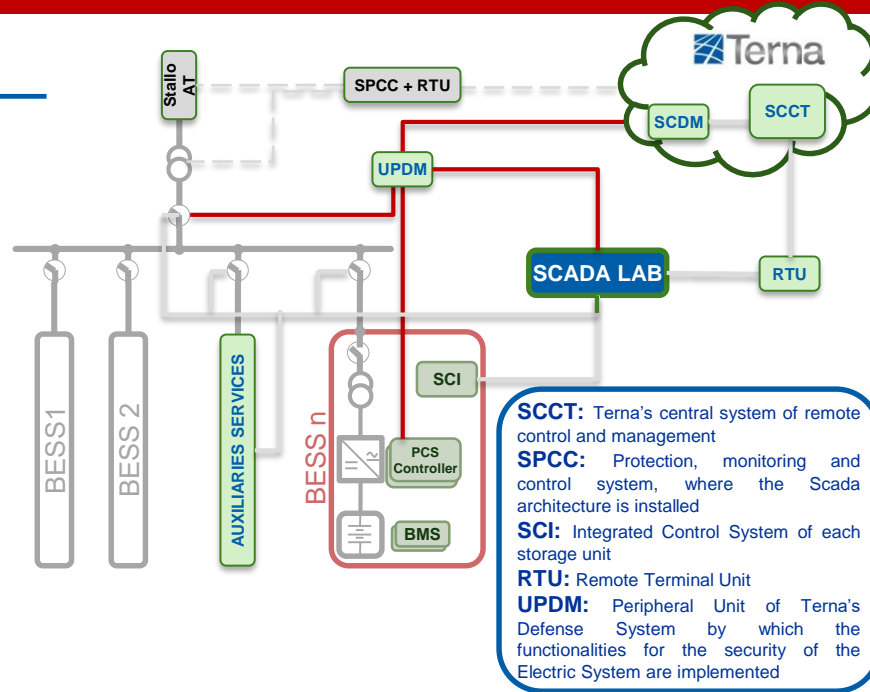 Terna
Stallo
AT
SPCC + RTU
SCDM
SCCT
UPDM
SCADA LAB
RTU
BESS1
BESS 2
AUXILIARIES SERVICES
BESS n
SCI
PCS
Controller
BMS
SCCT: Terna's central system of remote
control and management
SPCC: Protection, monitoring and
control system, where the Scada
architecture is installed
SCI: Integrated Control System of each
storage unit
RTU: Remote Terminal Unit
UPDM: Peripheral Unit of Terna's
Defense System by which the
functionalities for the security of the
Electric System are implemented